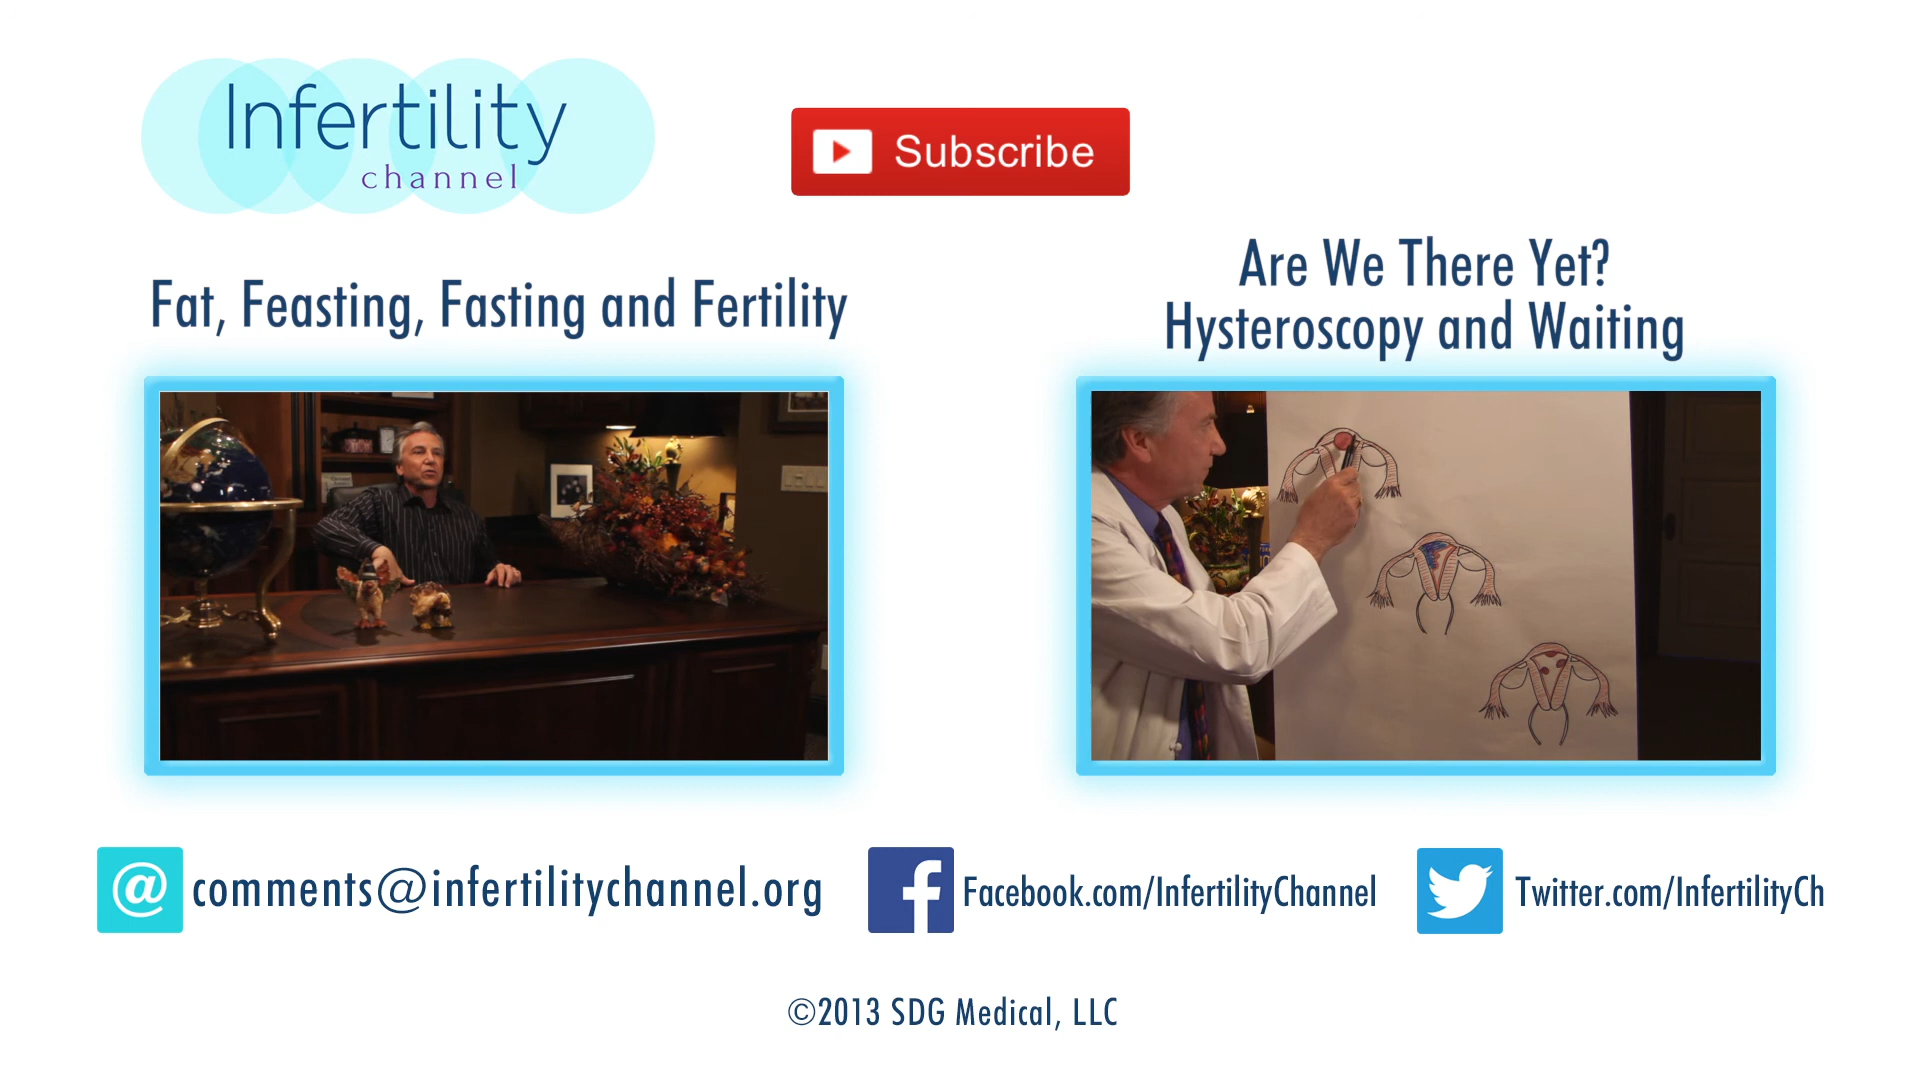 Infertility
channel
Subscribe
Fat, Feasting, Fasting and Fertility
Are We There Yet?
Hysteroscopy and Waiting
@ comments@infertilitychannel.org
f Facebook.com/InfertilityChannel
Twitter.com/InfertilityCh
©2013 SDG Medical, LLC